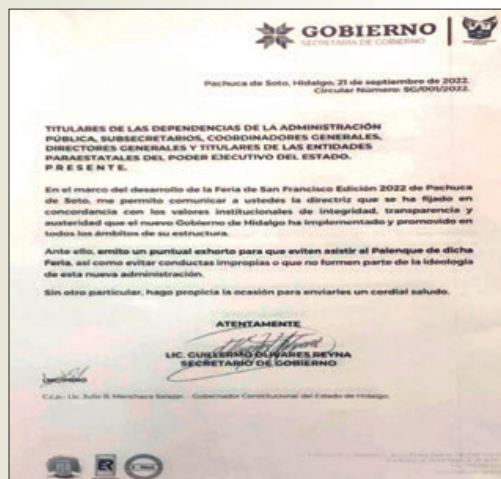 GOBIERNO
SECRETARÍA DE GOBIERNO
Pachuca de Soto, Hidalgo, 21 de septiembre de 2022.
Circular Número: SG/001/2022.
TITULARES DE LAS DEPENDENCIAS DE LA ADMINISTRACIÓN
PÚBLICA, SUBSECRETARIOS, COORDINADORES GENERALES,
DIRECTORES GENERALES Y TITULARES DE LAS ENTIDADES
PARAESTATALES DEL PODER EJECUTIVO DEL ESTADO.
P R E S E N T E.
En el marco del desarrollo de la Feria de San Francisco Edición 2022 de Pachuca
de Soto, me permito comunicar a ustedes la directriz que se ha fijado en
concordancia con los valores institucionales de integridad, transparencia y
austeridad que el nuevo Gobierno de Hidalgo ha implementado y promovido en
todos los ámbitos de su estructura.
Ante ello, emito un puntual exhorto para que eviten asistir al Palenque de dicha
Feria, así como evitar conductas impropias o que no formen parte de la ideología
de esta nueva administración.
Sin otro particular, hago propicia la ocasión para enviarles un cordial saludo.
ATENTAMENTE
LIC. GUILLERMO OLIVARES REYNA
SECRETARIO DE GOBIERNO
C.c.p.- Lic. Julio R. Menchaca Salazar. - Gobernador Constitucional del Estado de Hidalgo.